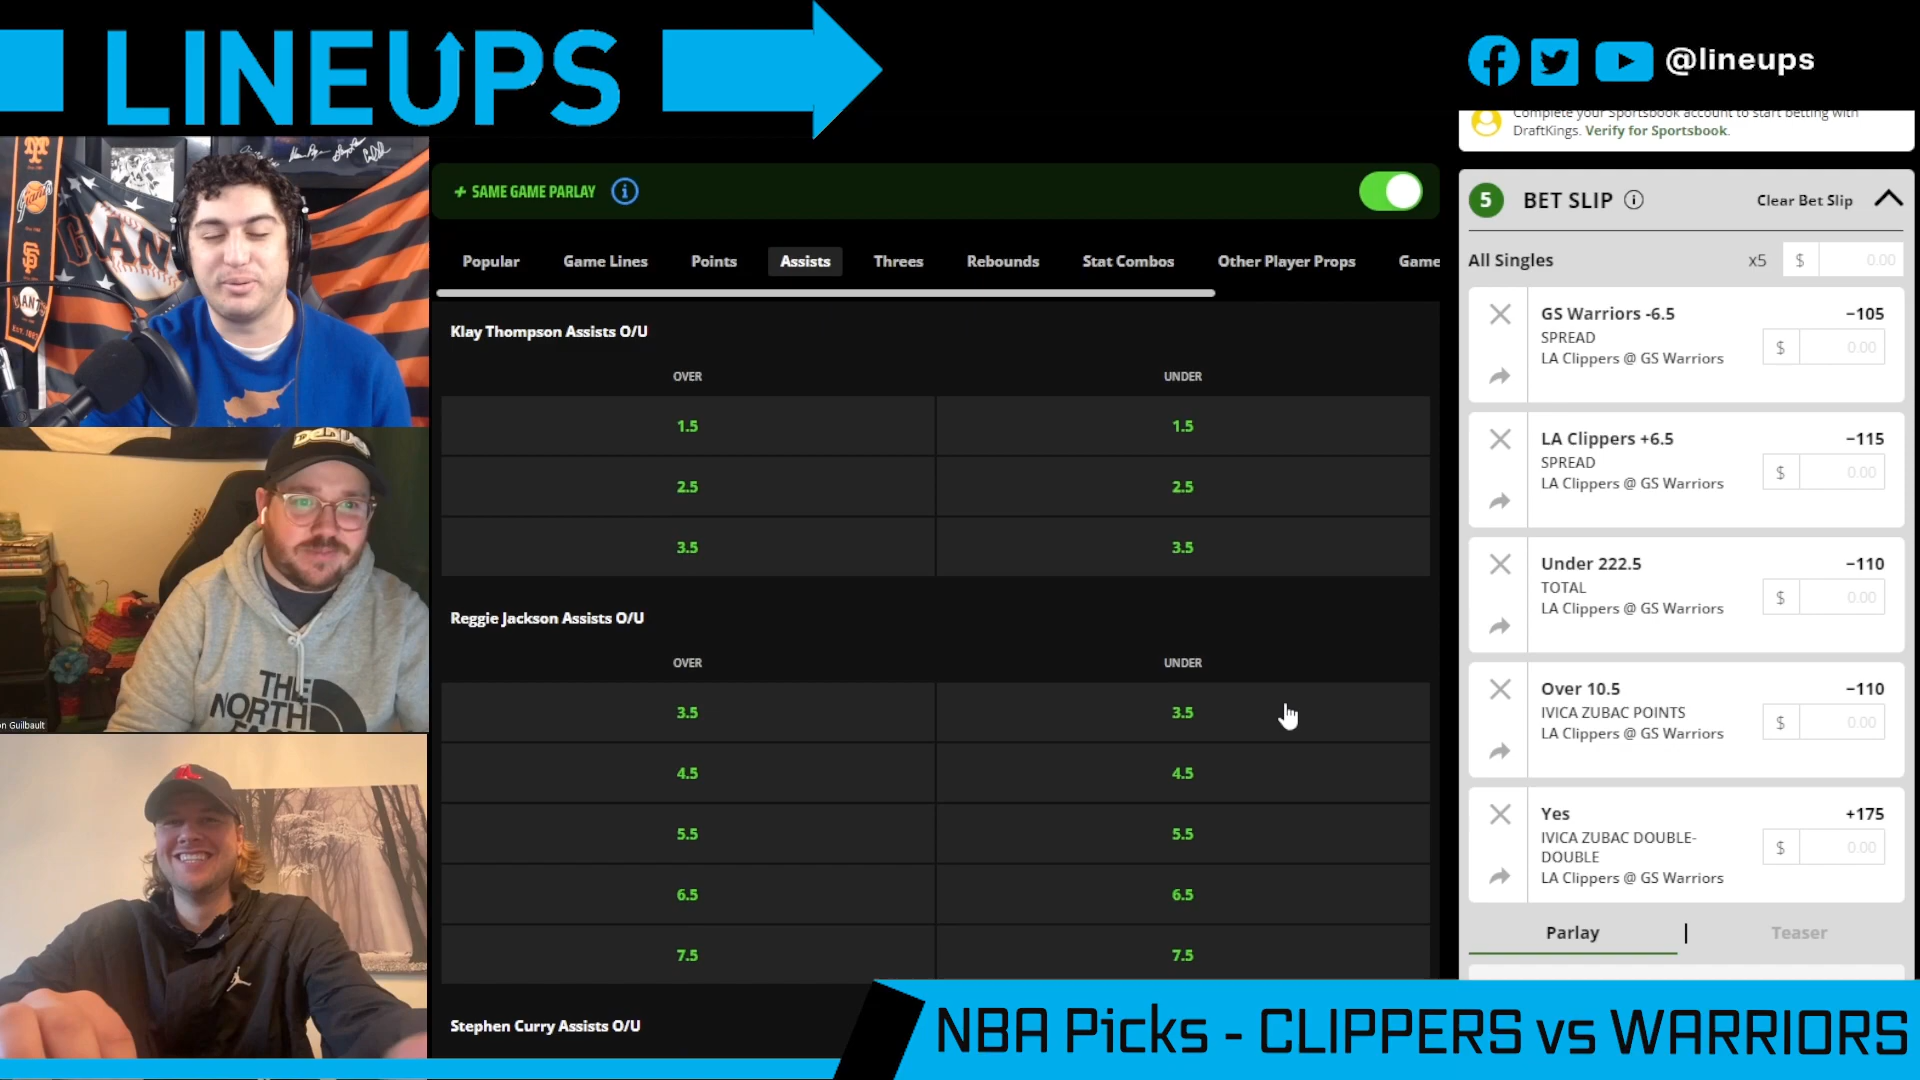 LINEUPS
@lineups
Complete your Sportsbook account to start betting with
DraftKings. Verify for Sportsbook.
GIAN
SF
GIANTS
on Guilbault
THE
NORTH
+ SAME GAME PARLAY
Popular
Game Lines
Points
Assists
Threes
Rebounds
Stat Combos
Other Player Props
Game
Klay Thompson Assists O/U
OVER
UNDER
1.5
1.5
2.5
2.5
3.5
3.5
Reggie Jackson Assists O/U
OVER
UNDER
3.5
3.5
4.5
4.5
5.5
5.5
6.5
6.5
7.5
7.5
Stephen Curry Assists O/U
5 BET SLIP
Clear Bet Slip
All Singles
x5
$ 0.00
GS Warriors -6.5
−105
SPREAD
LA Clippers @ GS Warriors
$ 0.00
LA Clippers +6.5
−115
SPREAD
LA Clippers @ GS Warriors
$ 0.00
Under 222.5
−110
TOTAL
LA Clippers @ GS Warriors
$ 0.00
Over 10.5
−110
IVICA ZUBAC POINTS
LA Clippers @ GS Warriors
$ 0.00
Yes
+175
IVICA ZUBAC DOUBLE-
DOUBLE
LA Clippers @ GS Warriors
$ 0.00
Parlay
Teaser
NBA Picks - CLIPPERS vs WARRIORS